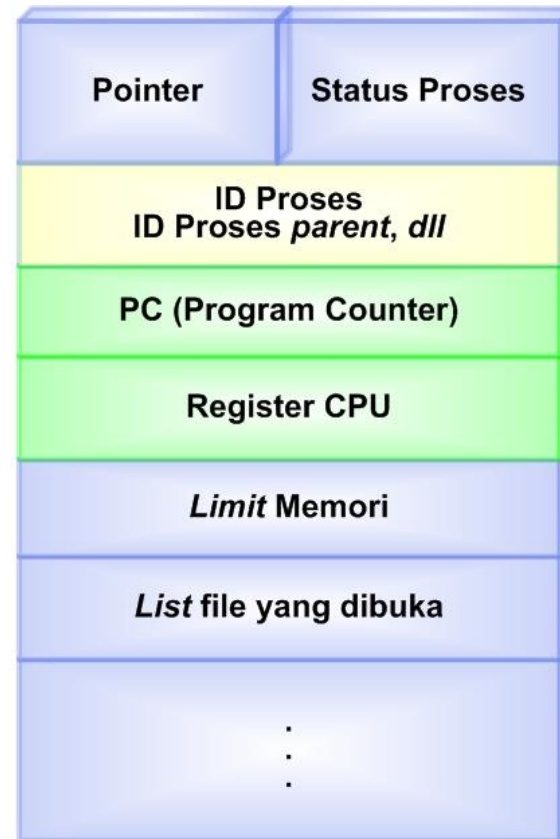 Pointer
Status Proses
ID Proses
ID Proses parent, dll
PC (Program Counter)
Register CPU
Limit Memori
List file yang dibuka
.
.
.